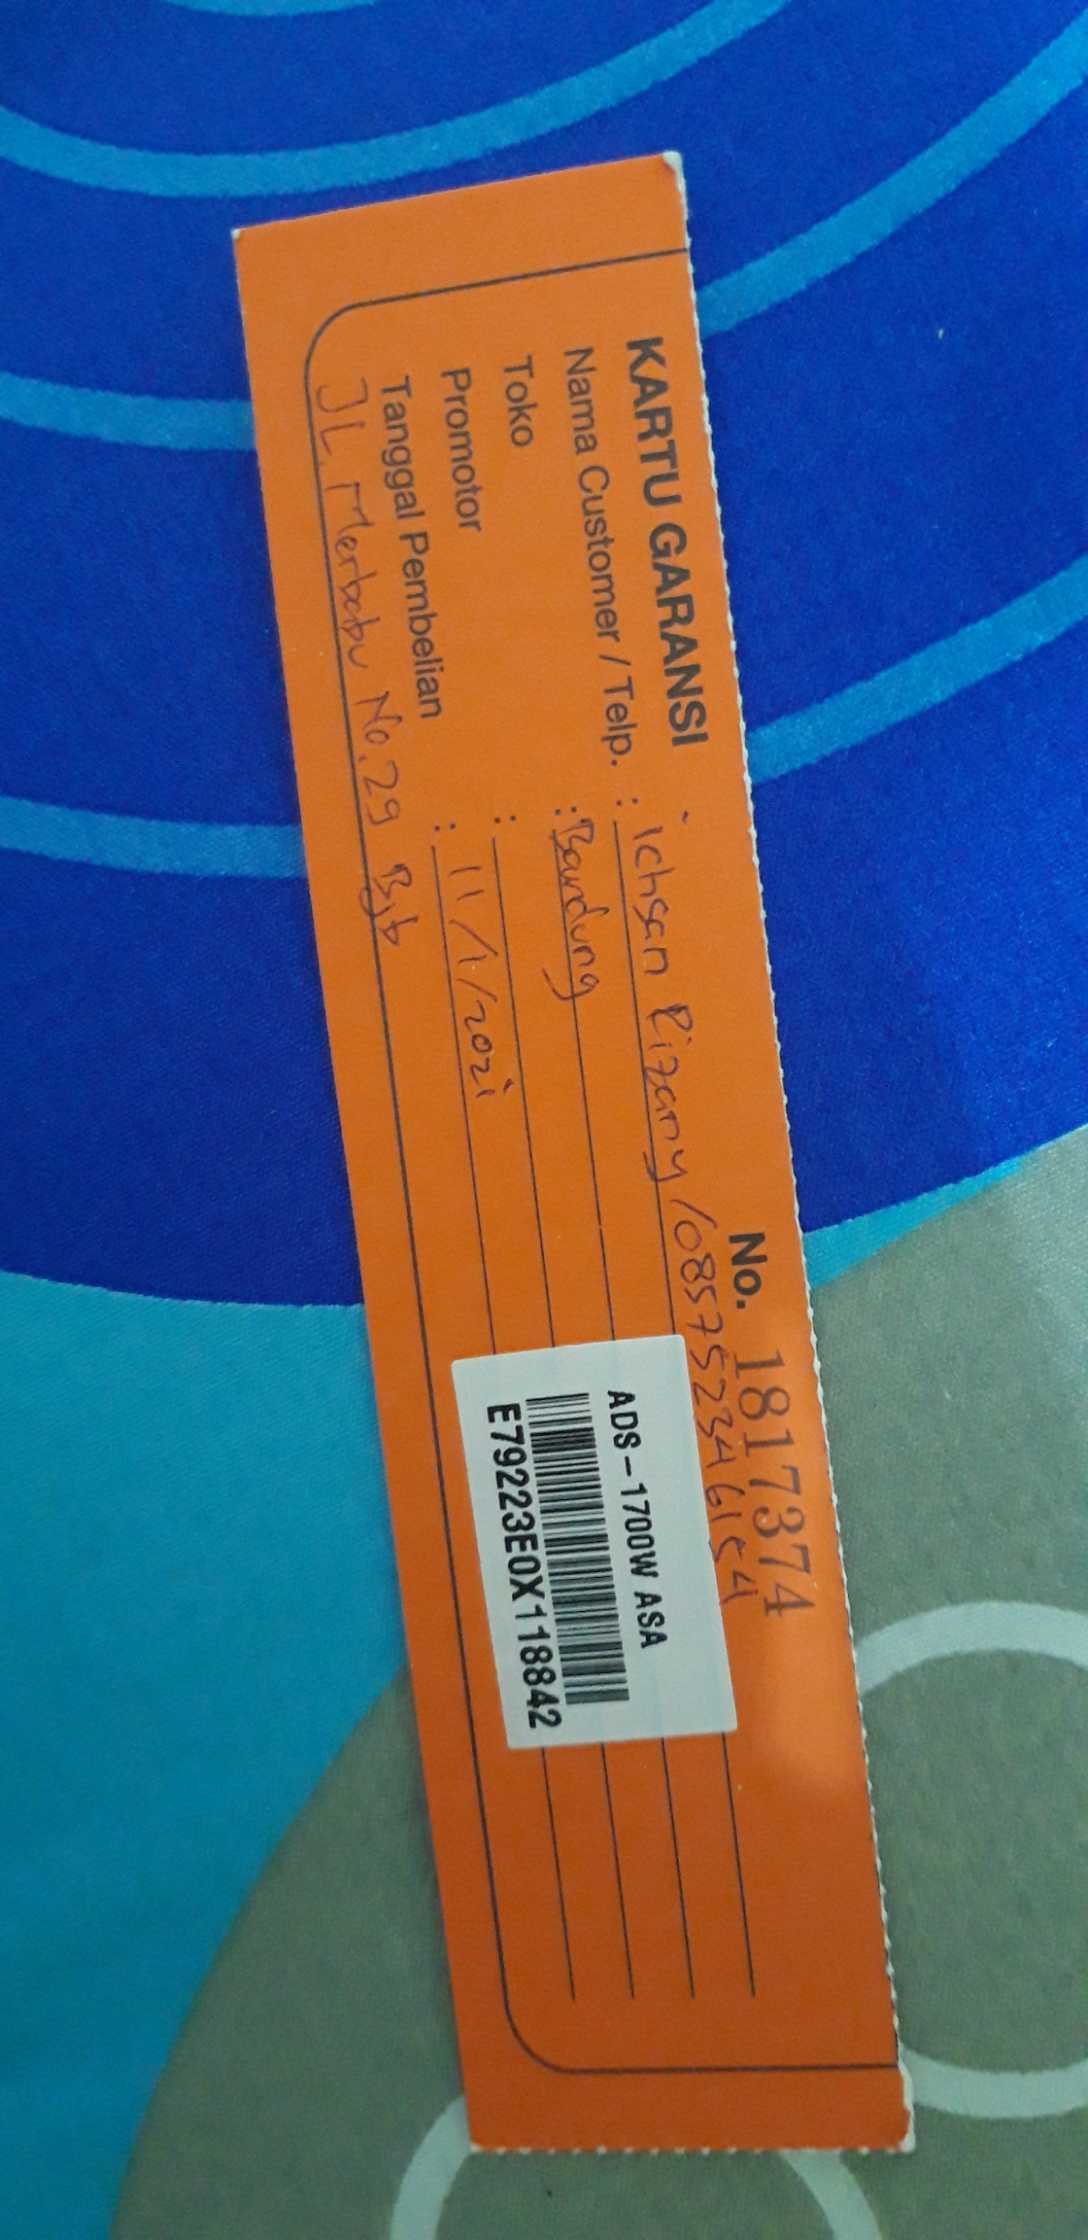 KARTU GARANSI
No. 1817374
Nama Customer / Telp. : ichsan Rizany / 085752346154
Toko : Bandung
Promotor :
Tanggal Pembelian : 11/1/2021
JL. Merbabu No. 29 Bjb
ADS-1700W ASA
E79223E0X118842